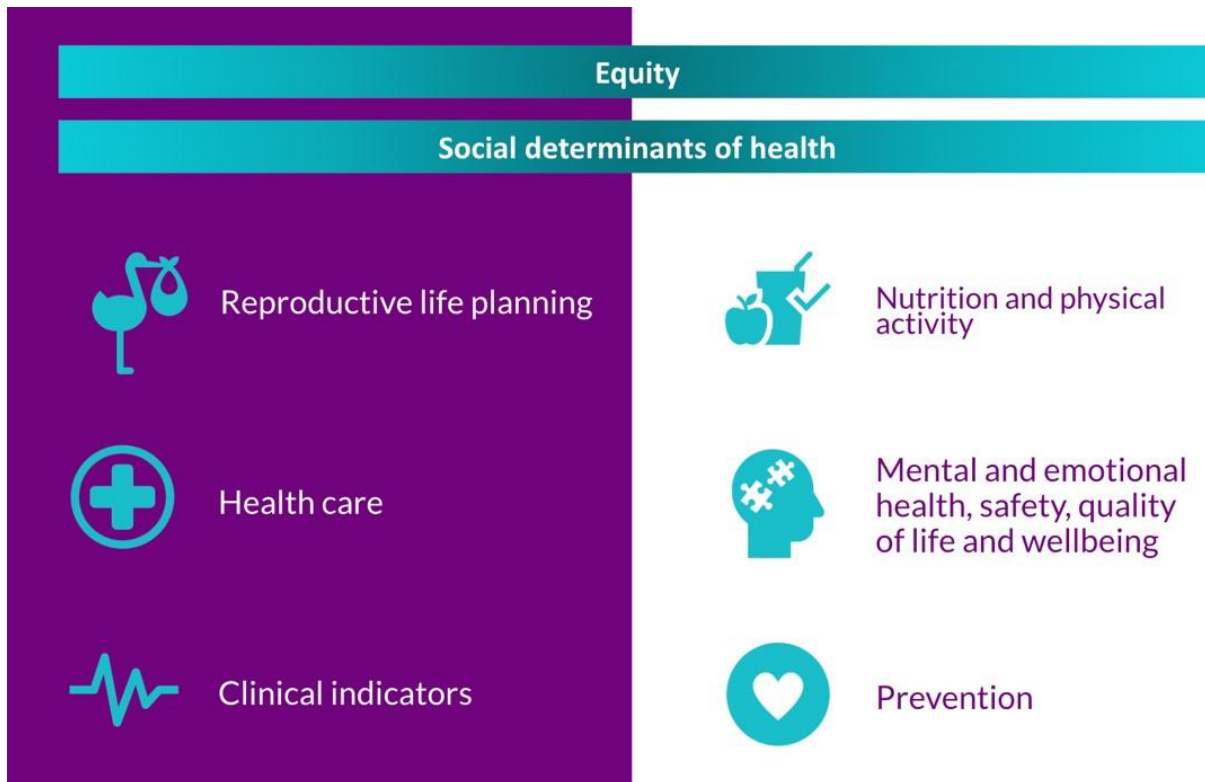 Equity
Social determinants of health
Reproductive life planning
Health care
Clinical indicators
Nutrition and physical
activity
Mental and emotional
health, safety, quality
of life and wellbeing
Prevention